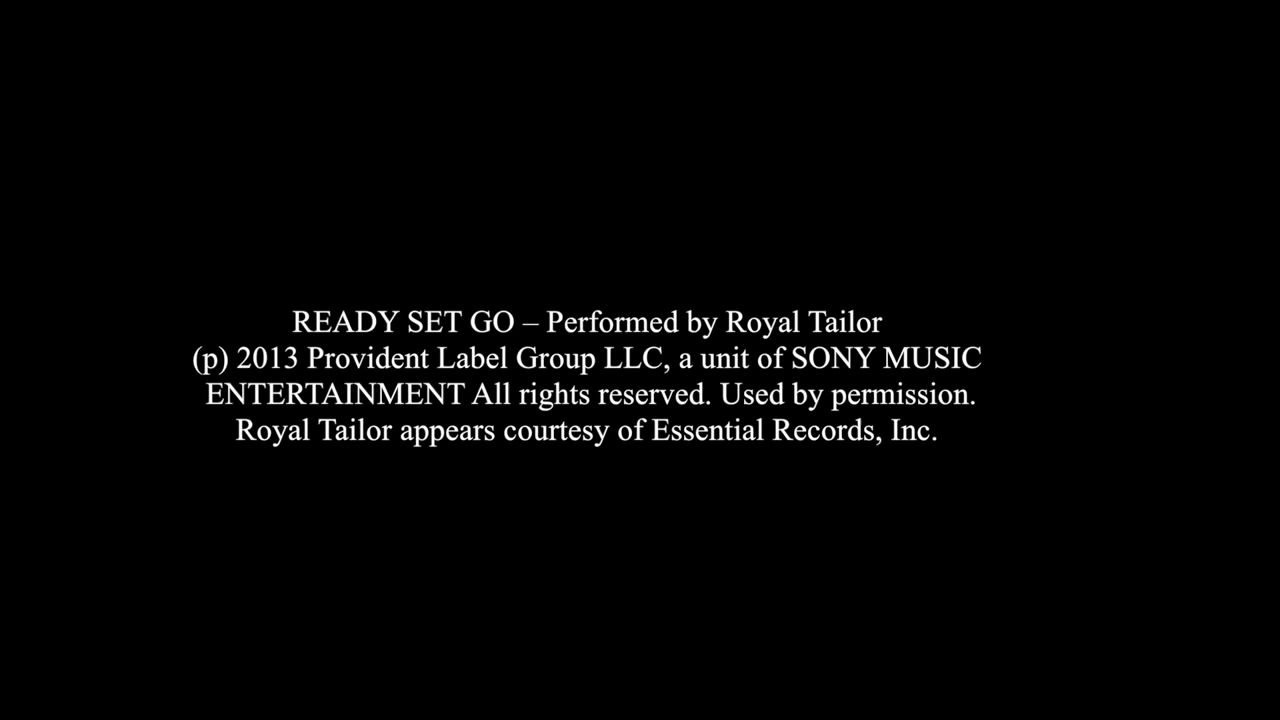 READY SET GO – Performed by Royal Tailor
(p) 2013 Provident Label Group LLC, a unit of SONY MUSIC
ENTERTAINMENT All rights reserved. Used by permission.
Royal Tailor appears courtesy of Essential Records, Inc.